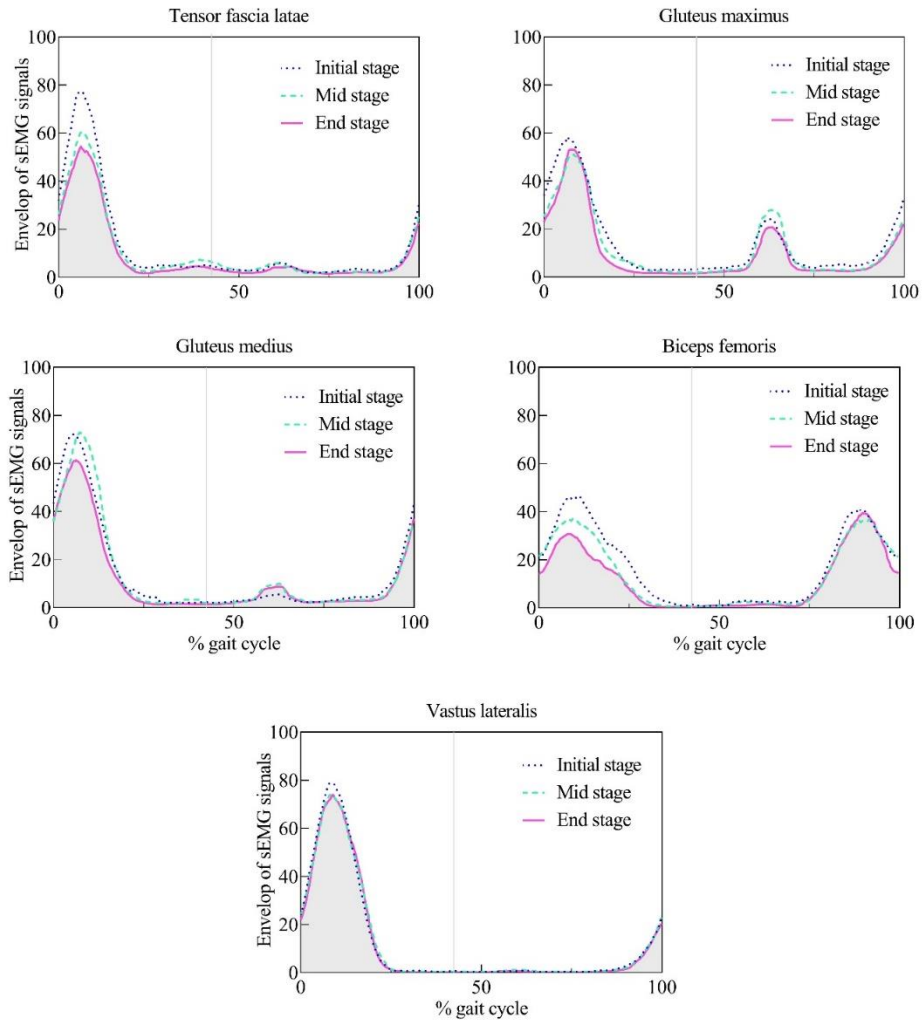 Tensor fascia latae
Envelop of sEMG signals
100
80
60
40
20
0
0
50
100
Initial stage
Mid stage
End stage
Gluteus maximus
100
80
60
40
20
0
0
50
100
Initial stage
Mid stage
End stage
Gluteus medius
Envelop of sEMG signals
100
80
60
40
20
0
0
50
100
% gait cycle
Initial stage
Mid stage
End stage
Biceps femoris
100
80
60
40
20
0
0
50
100
% gait cycle
Initial stage
Mid stage
End stage
Vastus lateralis
Envelop of sEMG signals
100
80
60
40
20
0
0
50
100
% gait cycle
Initial stage
Mid stage
End stage